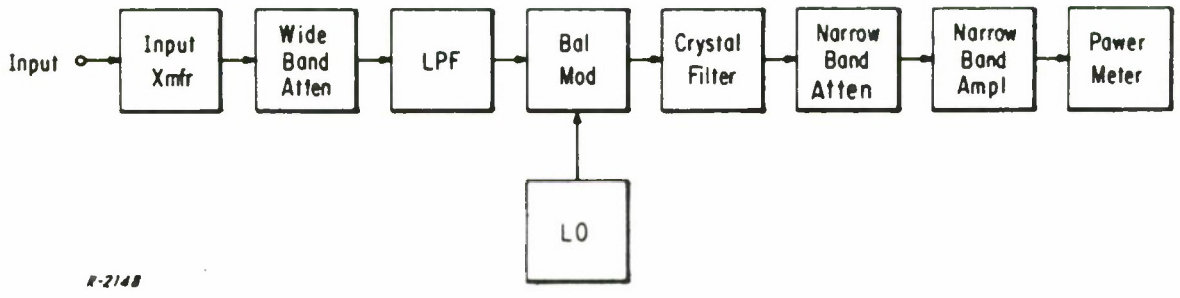 Input
Input
Xmfr
Wide
Band
Atten
LPF
Bal
Mod
Crystal
Filter
Narrow
Band
Atten
Narrow
Band
Ampl
Pawer
Meter
LO
R-2148